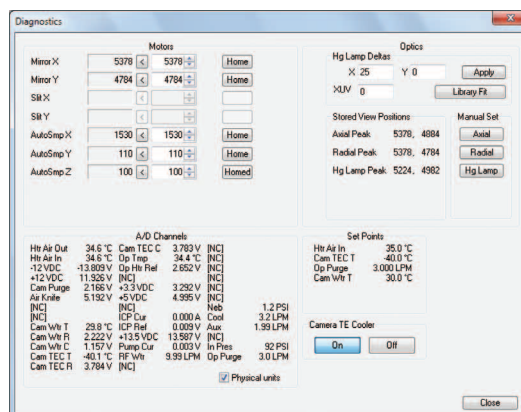 Diagnostics
Motors
Mirror X 5378 < 5378 Home
Mirror Y 4784 < 4784 Home
Slit X <
Slit Y <
AutoSmp X 1530 < 1530 Home
AutoSmp Y 110 < 110 Home
AutoSmp Z 100 < 100 Homed
Optics
Hg Lamp Deltas
X 25 Y 0 Apply
XUV 0 Library Fit
Stored View Positions
Axial Peak 5378, 4884
Radial Peak 5378, 4784
Hg Lamp Peak 5224, 4982
Manual Set
Axial
Radial
Hg Lamp
A/D Channels
Htr Air Out 34.6 °C Cam TEC C 3.783 V [NC]
Htr Air In 34.6 °C Op Tmp 34.4 °C [NC]
-12 VDC -13.809 V Op Htr Ref 2.652 V [NC]
+12 VDC 11.926 V [NC] [NC]
Cam Purge 2.166 V +3.3 VDC 3.292 V [NC]
Air Knife 5.192 V +5 VDC 4.995 V [NC]
[NC] [NC] Neb 1.2 PSI
[NC] ICP Cur 0.000 A Cool 3.2 LPM
Cam Wtr T 29.8 °C ICP Ref 0.009 V Aux 1.99 LPM
Cam Wtr R 2.222 V +13.5 VDC 13.587 V [NC]
Cam Wtr C 1.157 V Pump Cur 0.003 V In Pres 92 PSI
Cam TEC T -40.1 °C RF Wtr 9.99 LPM Op Purge 3.0 LPM
Cam TEC R 3.784 V [NC]
Physical units
Set Points
Htr Air In 35.0 °C
Cam TEC T -40.0 °C
Op Purge 3.000 LPM
Cam Wtr T 30.0 °C
Camera TE Cooler
On Off
Close